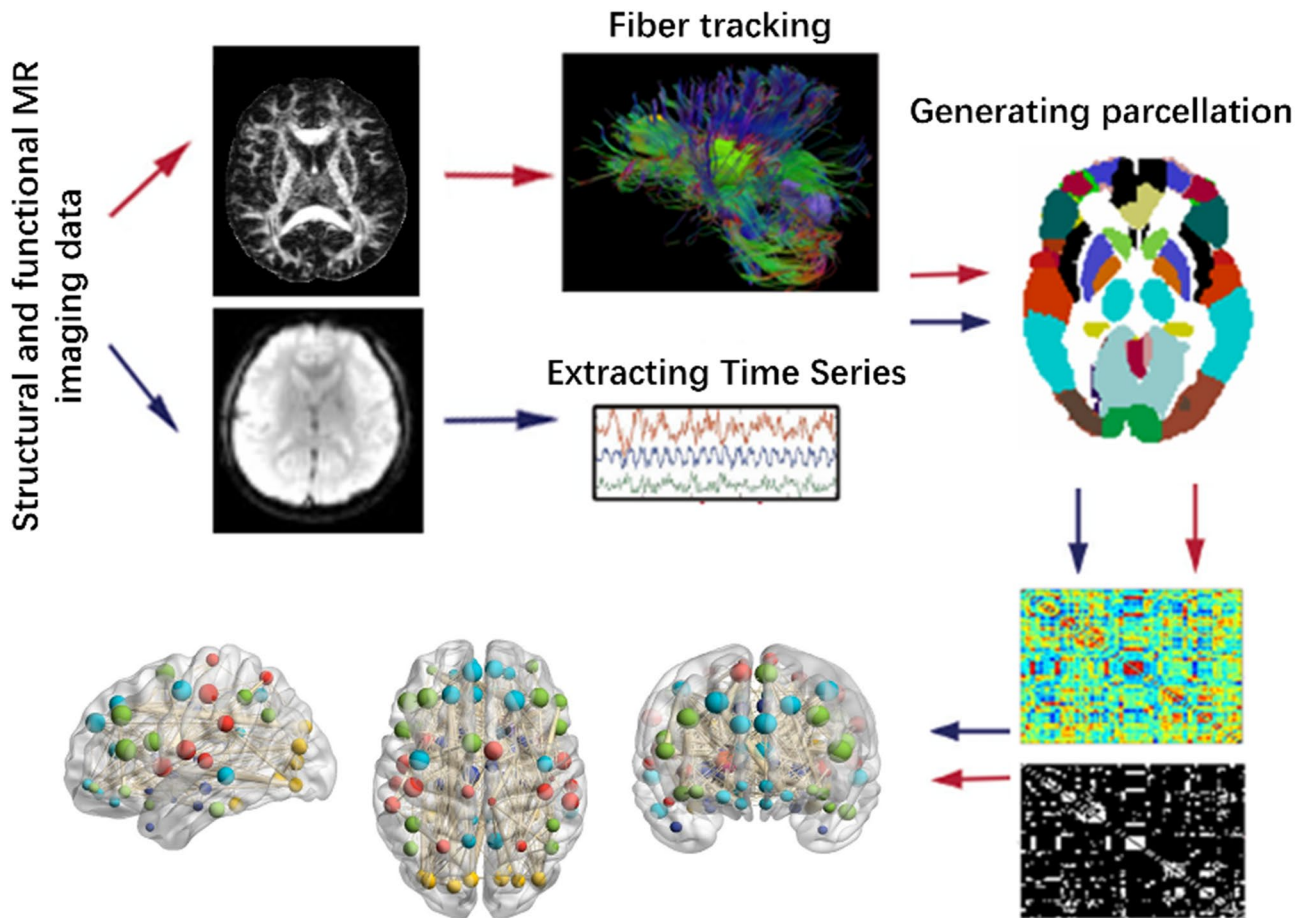 Structural and functional MR
imaging data
Fiber tracking
Generating parcellation
Extracting Time Series